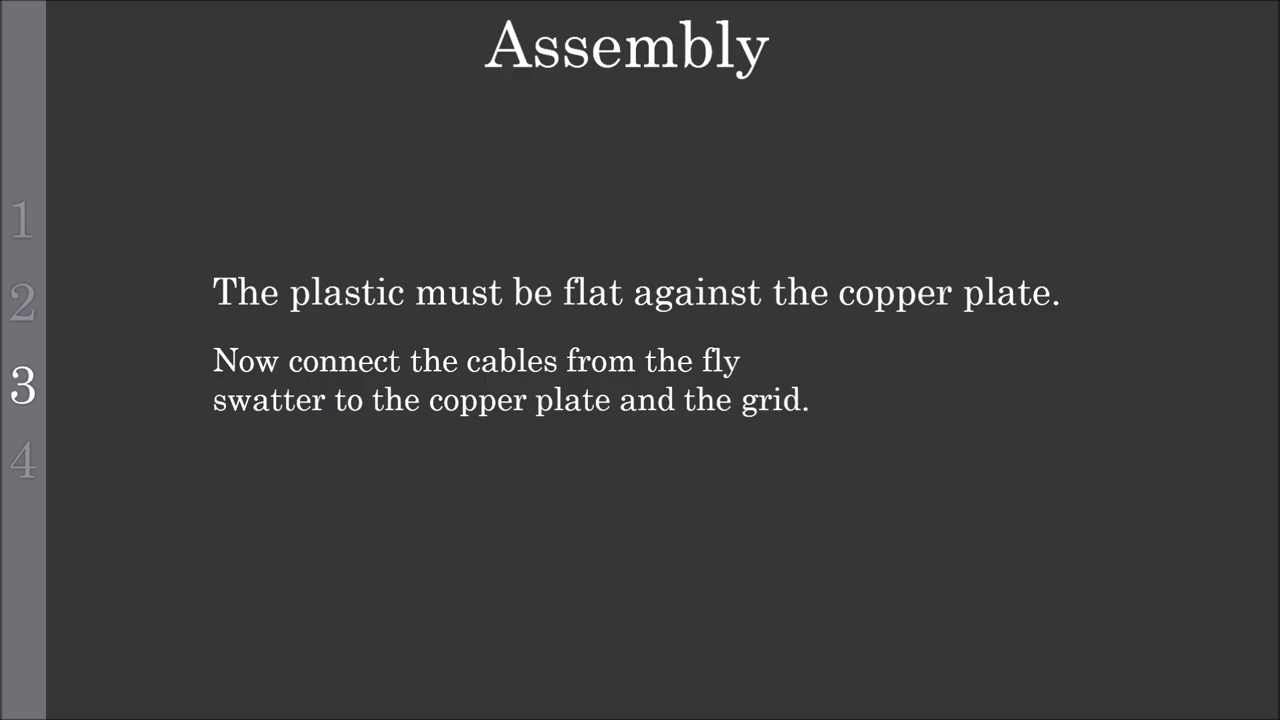 Assembly
1
2
3
4
The plastic must be flat against the copper plate.
Now connect the cables from the fly
swatter to the copper plate and the grid.